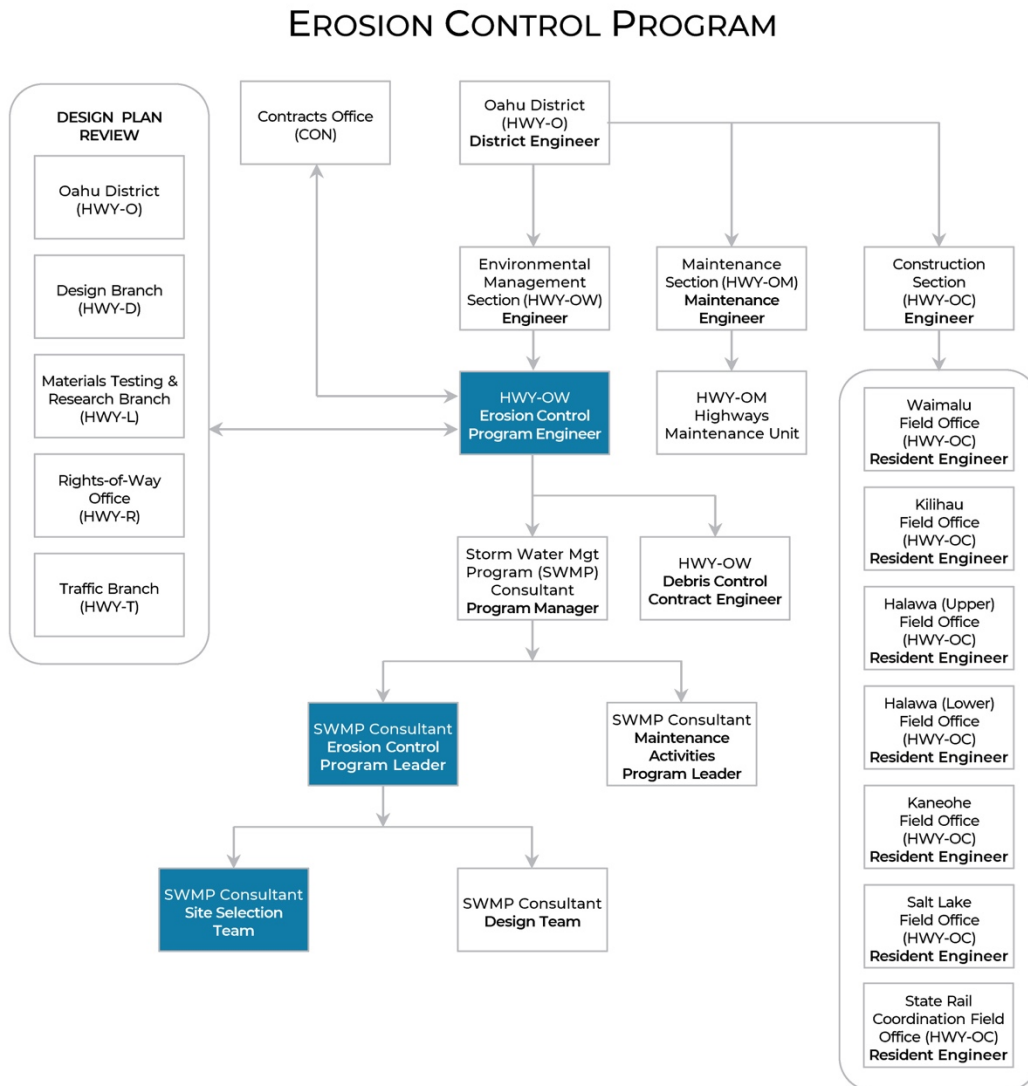 EROSION CONTROL PROGRAM
DESIGN PLAN
REVIEW
Oahu District
(HWY-O)
Design Branch
(HWY-D)
Materials Testing &
Research Branch
(HWY-L)
Rights-of-Way
Office
(HWY-R)
Traffic Branch
(HWY-T)
Contracts Office
(CON)
Oahu District
(HWY-O)
District Engineer
Environmental
Management
Section (HWY-OW)
Engineer
Maintenance
Section (HWY-OM)
Maintenance
Engineer
Construction
Section
(HWY-OC)
Engineer
HWY-OW
Erosion Control
Program Engineer
HWY-OM
Highways
Maintenance Unit
Storm Water Mgt
Program (SWMP)
Consultant
Program Manager
HWY-OW
Debris Control
Contract Engineer
SWMP Consultant
Erosion Control
Program Leader
SWMP Consultant
Maintenance
Activities
Program Leader
SWMP Consultant
Site Selection
Team
SWMP Consultant
Design Team
Waimalu
Field Office
(HWY-OC)
Resident Engineer
Kilihau
Field Office
(HWY-OC)
Resident Engineer
Halawa (Upper)
Field Office
(HWY-OC)
Resident Engineer
Halawa (Lower)
Field Office
(HWY-OC)
Resident Engineer
Kaneohe
Field Office
(HWY-OC)
Resident Engineer
Salt Lake
Field Office
(HWY-OC)
Resident Engineer
State Rail
Coordination Field
Office (HWY-OC)
Resident Engineer